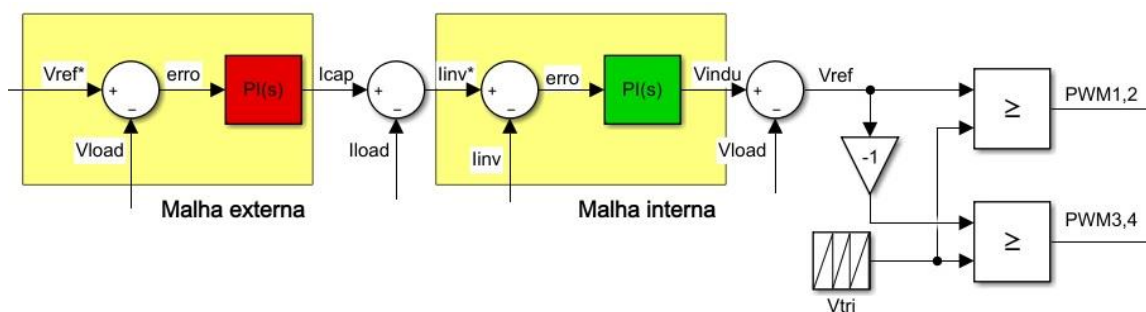 Vref*
erro
PI(s)
Icap
Iinv*
erro
PI(s)
Vindu
Vref
PWM1,2
+
−
+
−
+
−
+
−
≥
Vload
Iload
Iinv
Vload
-1
Malha externa
Malha interna
PWM3,4
≥
Vtri